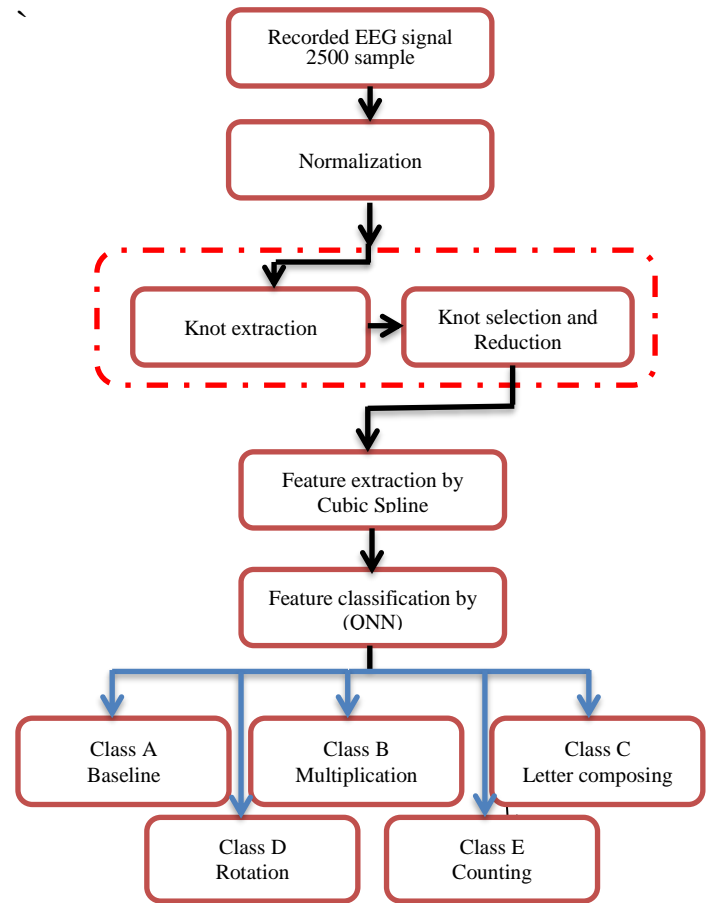 `
Recorded EEG signal
2500 sample
Normalization
Knot extraction
Knot selection and
Reduction
Feature extraction by
Cubic Spline
Feature classification by
(QNN)
Class A
Baseline
Class B
Multiplication
Class C
Letter composing
Class D
Rotation
Class E
Counting